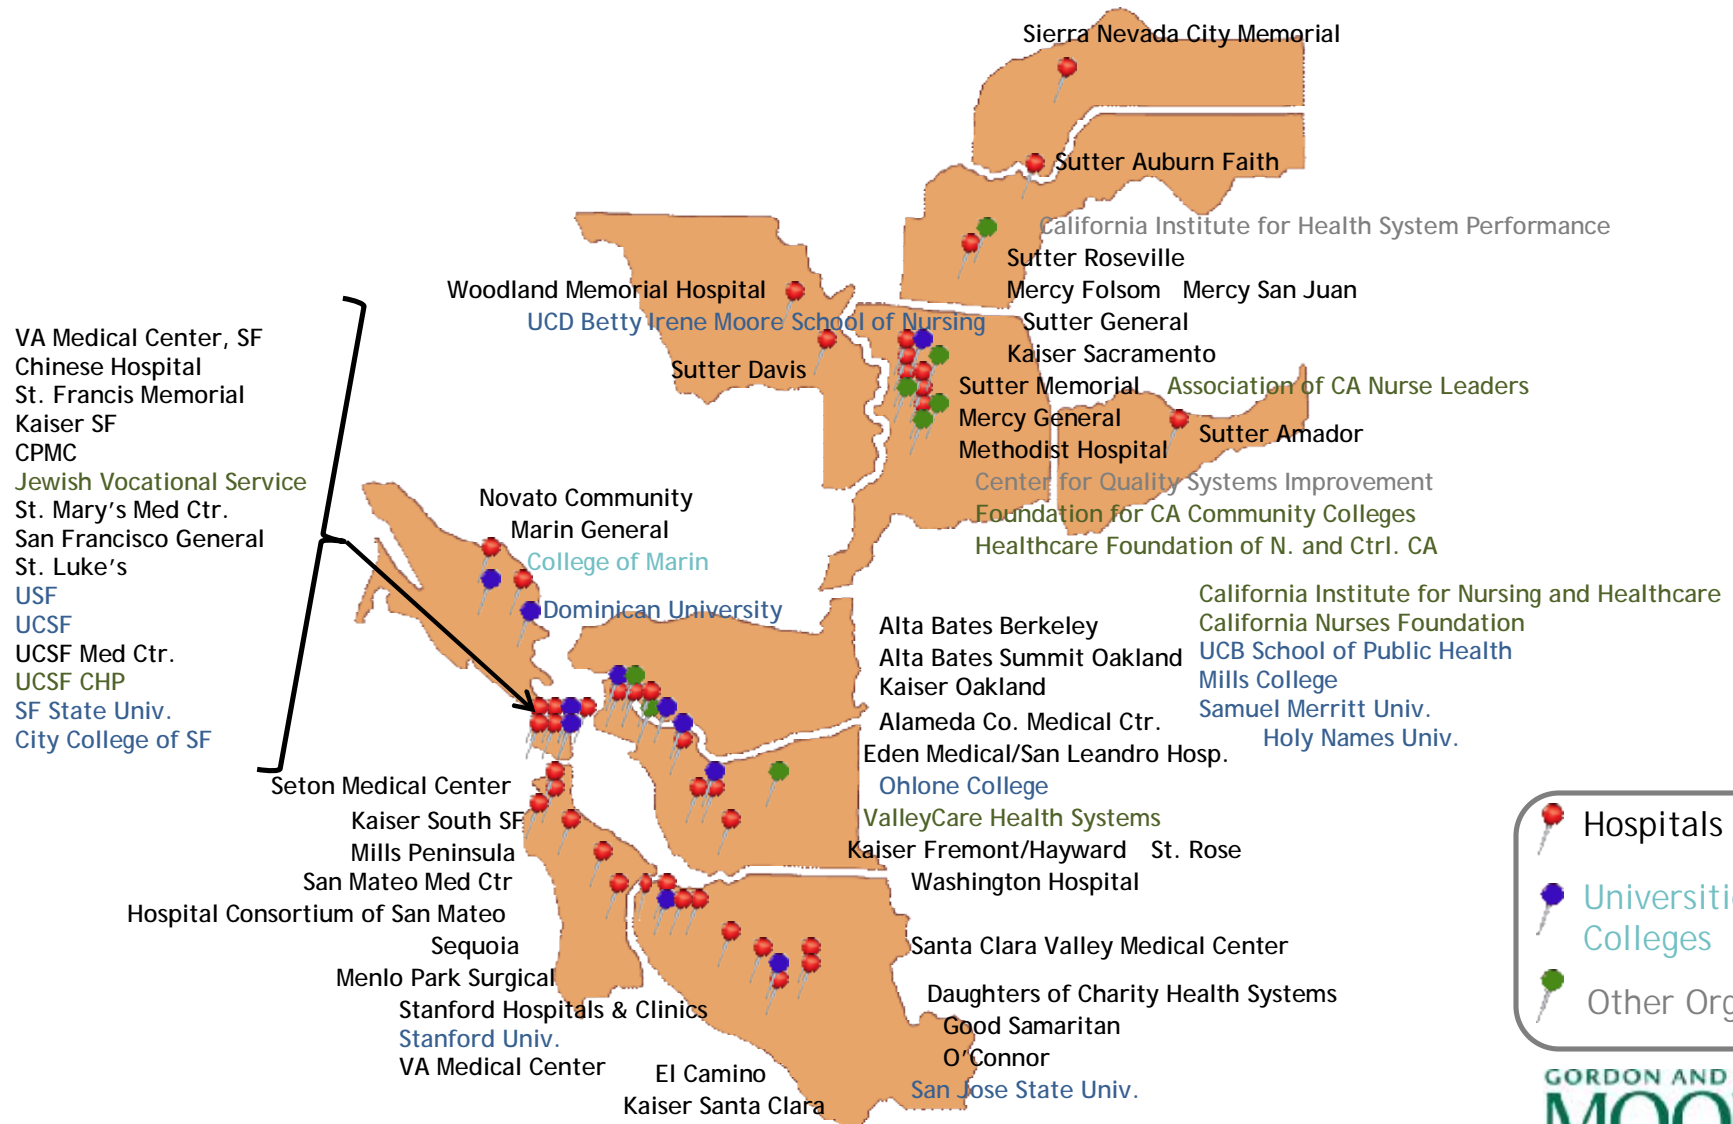 Sierra Nevada City Memorial
Sutter Auburn Faith
California Institute for Health System Performance
Sutter Roseville
Mercy Folsom Mercy San Juan
Woodland Memorial Hospital
UCD Betty Irene Moore School of Nursing
Sutter General
Kaiser Sacramento
Sutter Davis
Sutter Memorial Association of CA Nurse Leaders
Mercy General
Sutter Amador
Methodist Hospital
Center for Quality Systems Improvement
Foundation for CA Community Colleges
Healthcare Foundation of N. and Ctrl. CA
VA Medical Center, SF
Chinese Hospital
St. Francis Memorial
Kaiser SF
CPMC
Jewish Vocational Service
St. Mary's Med Ctr.
San Francisco General
St. Luke's
USF
UCSF
UCSF Med Ctr.
UCSF CHP
SF State Univ.
City College of SF
Novato Community
Marin General
College of Marin
Dominican University
Alta Bates Berkeley
Alta Bates Summit Oakland
Kaiser Oakland
Alameda Co. Medical Ctr.
Eden Medical/San Leandro Hosp.
Ohlone College
ValleyCare Health Systems
Kaiser Fremont/Hayward St. Rose
Washington Hospital
California Institute for Nursing and Healthcare
California Nurses Foundation
UCB School of Public Health
Mills College
Samuel Merritt Univ.
Holy Names Univ.
Seton Medical Center
Kaiser South SF
Mills Peninsula
San Mateo Med Ctr
Hospital Consortium of San Mateo
Sequoia
Menlo Park Surgical
Stanford Hospitals & Clinics
Stanford Univ.
VA Medical Center
El Camino
Kaiser Santa Clara
Santa Clara Valley Medical Center
Daughters of Charity Health Systems
Good Samaritan
O'Connor
San Jose State Univ.
Hospitals
Colleges
Other
GORDON AND